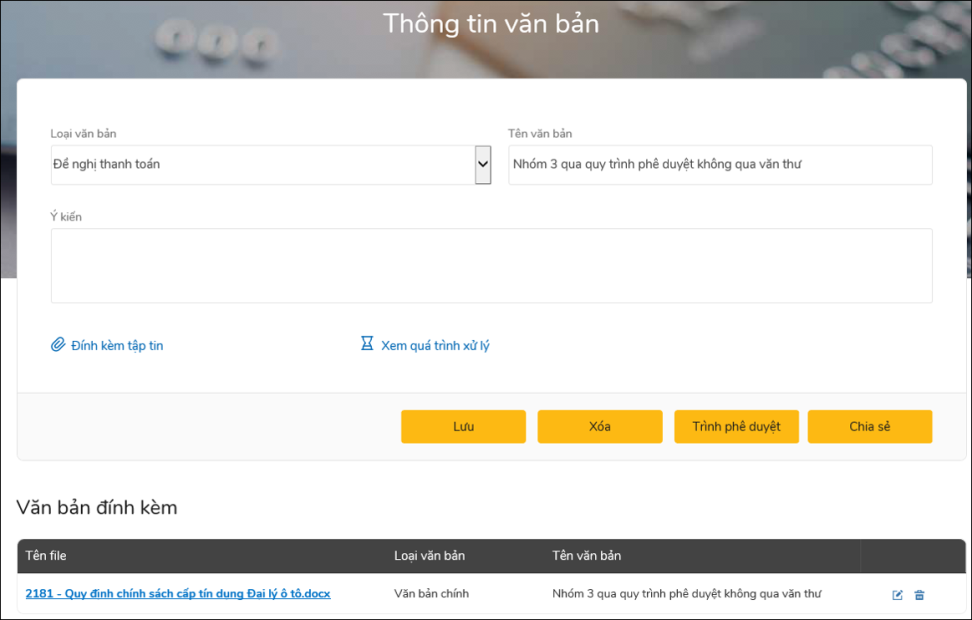 Thông tin văn bản
Loại văn bản
Tên văn bản
Đề nghị thanh toán
Nhóm 3 qua quy trình phê duyệt không qua văn thư
Ý kiến
Đính kèm tập tin
Xem quá trình xử lý
Lưu
Xóa
Trình phê duyệt
Chia sẻ
Văn bản đính kèm
Tên file
Loại văn bản
Tên văn bản
2181 - Quy định chính sách cấp tín dụng Đại lý ô tô.docx
Văn bản chính
Nhóm 3 qua quy trình phê duyệt không qua văn thư